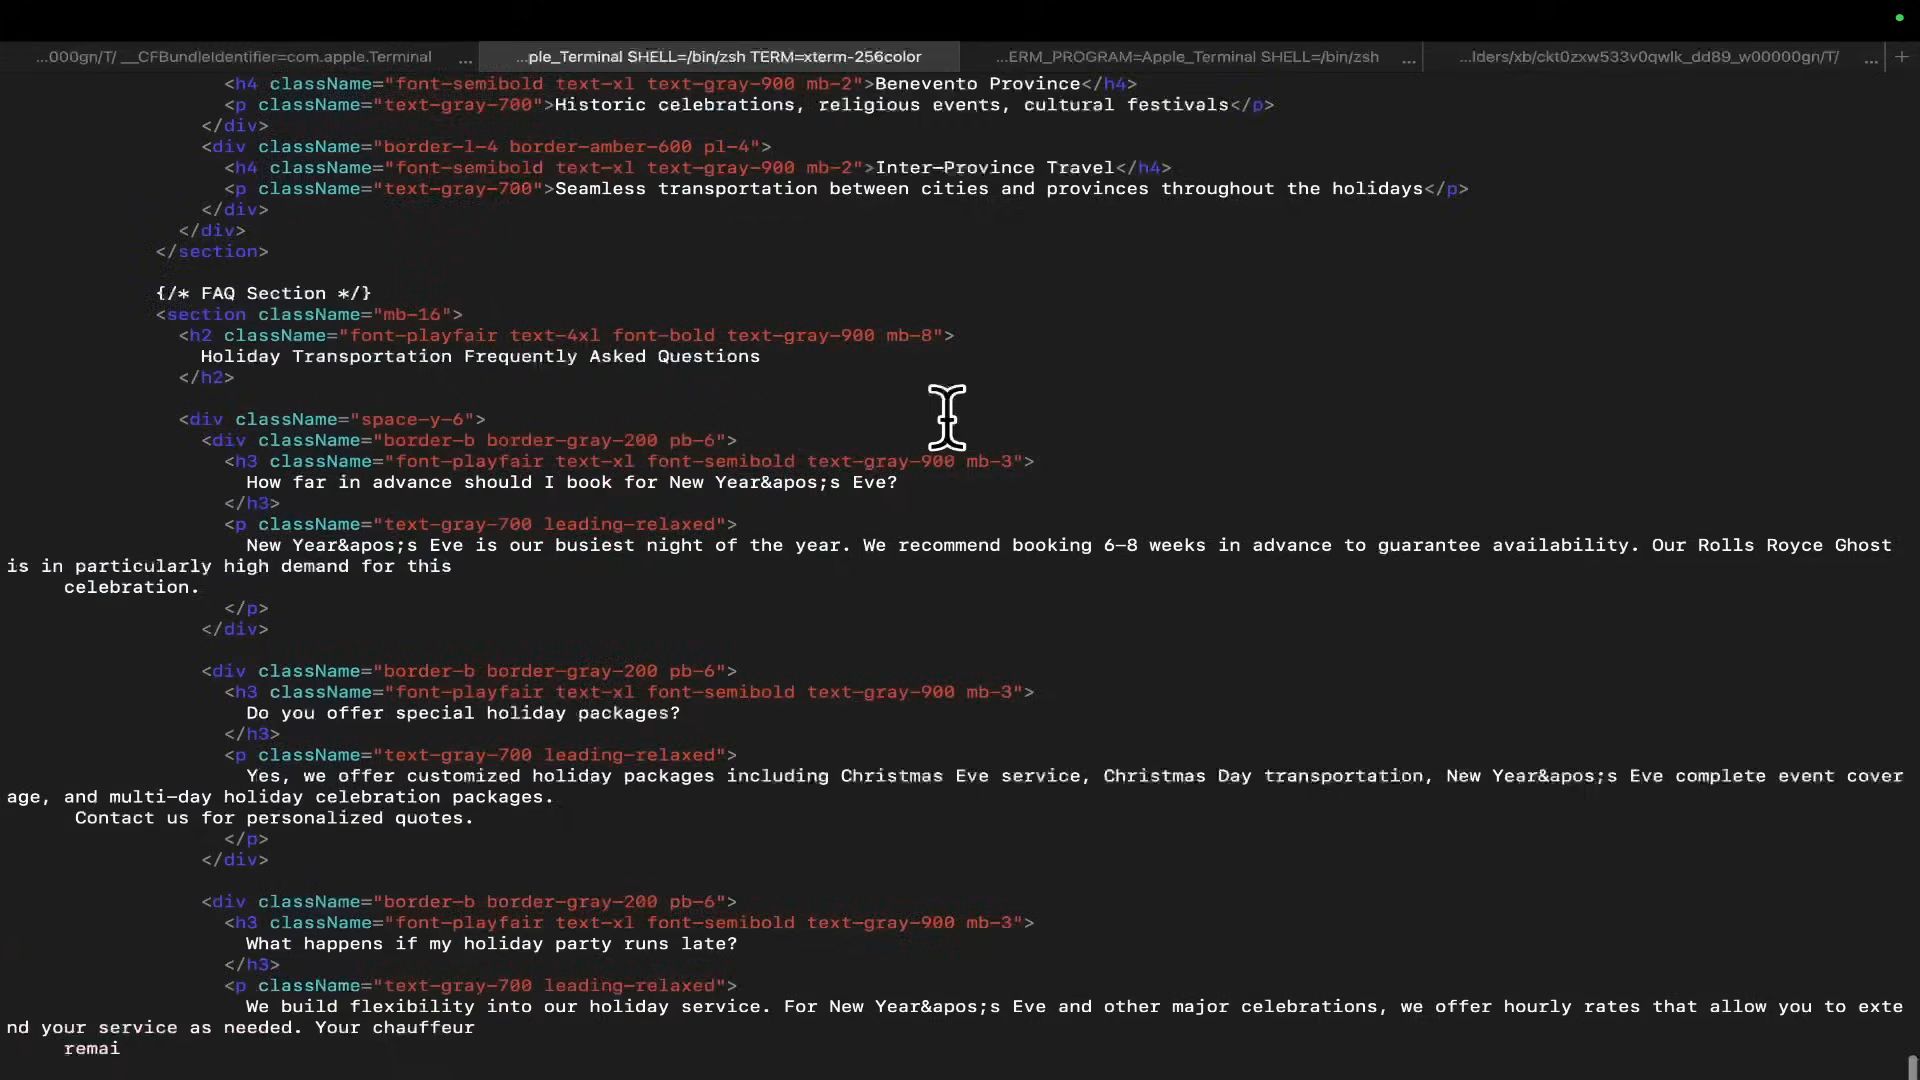 ...000gn/T/ __CFBundleIdentifier=com.apple.Terminal ... ...ple_Terminal SHELL=/bin/zsh TERM=xterm-256color ...ERM_PROGRAM=Apple_Terminal SHELL=/bin/zsh ... ...lders/xb/ckt0zxw533v0qwlk_dd89_w00000gn/T/ ... +
<h4 className="font-semibold text-xl text-gray-900 mb-2">Benevento Province</h4>
<p className="text-gray-700">Historic celebrations, religious events, cultural festivals</p>
</div>
<div className="border-l-4 border-amber-600 pl-4">
<h4 className="font-semibold text-xl text-gray-900 mb-2">Inter-Province Travel</h4>
<p className="text-gray-700">Seamless transportation between cities and provinces throughout the holidays</p>
</div>
</div>
</section>
{/* FAQ Section */}
<section className="mb-16">
<h2 className="font-playfair text-4xl font-bold text-gray-900 mb-8">
Holiday Transportation Frequently Asked Questions
</h2>
<div className="space-y-6">
<div className="border-b border-gray-200 pb-6">
<h3 className="font-playfair text-xl font-semibold text-gray-900 mb-3">
How far in advance should I book for New Year&apos;s Eve?
</h3>
<p className="text-gray-700 leading-relaxed">
New Year&apos;s Eve is our busiest night of the year. We recommend booking 6-8 weeks in advance to guarantee availability. Our Rolls Royce Ghost
is in particularly high demand for this
celebration.
</p>
</div>
<div className="border-b border-gray-200 pb-6">
<h3 className="font-playfair text-xl font-semibold text-gray-900 mb-3">
Do you offer special holiday packages?
</h3>
<p className="text-gray-700 leading-relaxed">
Yes, we offer customized holiday packages including Christmas Eve service, Christmas Day transportation, New Year&apos;s Eve complete event cover
age, and multi-day holiday celebration packages.
Contact us for personalized quotes.
</p>
</div>
<div className="border-b border-gray-200 pb-6">
<h3 className="font-playfair text-xl font-semibold text-gray-900 mb-3">
What happens if my holiday party runs late?
</h3>
<p className="text-gray-700 leading-relaxed">
We build flexibility into our holiday service. For New Year&apos;s Eve and other major celebrations, we offer hourly rates that allow you to exte
nd your service as needed. Your chauffeur
remai